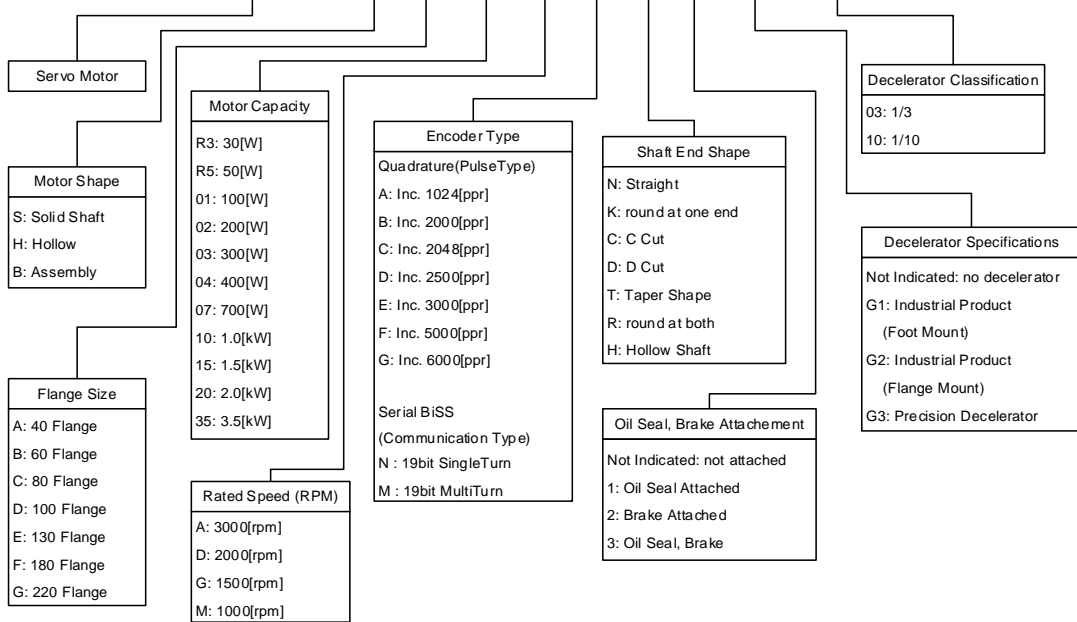 Servo Motor
Motor Shape
S: Solid Shaft
H: Hollow
B: Assembly
Flange Size
A: 40 Flange
B: 60 Flange
C: 80 Flange
D: 100 Flange
E: 130 Flange
F: 180 Flange
G: 220 Flange
Motor Capacity
R3: 30[W]
R5: 50[W]
01: 100[W]
02: 200[W]
03: 300[W]
04: 400[W]
07: 700[W]
10: 1.0[kW]
15: 1.5[kW]
20: 2.0[kW]
35: 3.5[kW]
Rated Speed (RPM)
A: 3000[rpm]
D: 2000[rpm]
G: 1500[rpm]
M: 1000[rpm]
Encoder Type
Quadrature(PulseType)
A: Inc. 1024[ppr]
B: Inc. 2000[ppr]
C: Inc. 2048[ppr]
D: Inc. 2500[ppr]
E: Inc. 3000[ppr]
F: Inc. 5000[ppr]
G: Inc. 6000[ppr]
Serial BiSS
(Communication Type)
N : 19bit SingleTurn
M : 19bit MultiTurn
Shaft End Shape
N: Straight
K: round at one end
C: C Cut
D: D Cut
T: Taper Shape
R: round at both
H: Hollow Shaft
Oil Seal, Brake Attachement
Not Indicated: not attached
1: Oil Seal Attached
2: Brake Attached
3: Oil Seal, Brake
Decelerator Classification
03: 1/3
10: 1/10
Decelerator Specifications
Not Indicated: no decelerator
G1: Industrial Product
(Foot Mount)
G2: Industrial Product
(Flange Mount)
G3: Precision Decelerator